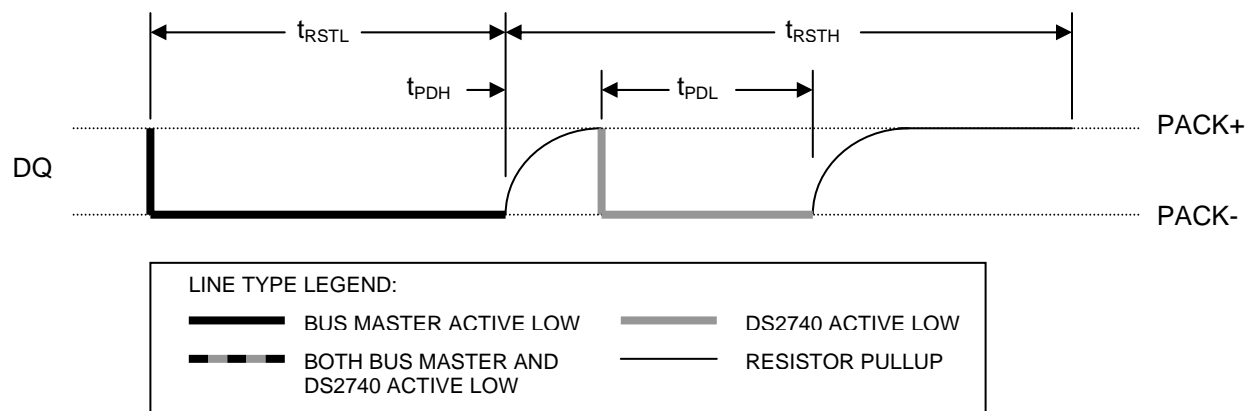 tRSTL
tRSTH
tPDH
tPDL
PACK+
DQ
PACK-
LINE TYPE LEGEND:
BUS MASTER ACTIVE LOW
DS2740 ACTIVE LOW
BOTH BUS MASTER AND
DS2740 ACTIVE LOW
RESISTOR PULLUP